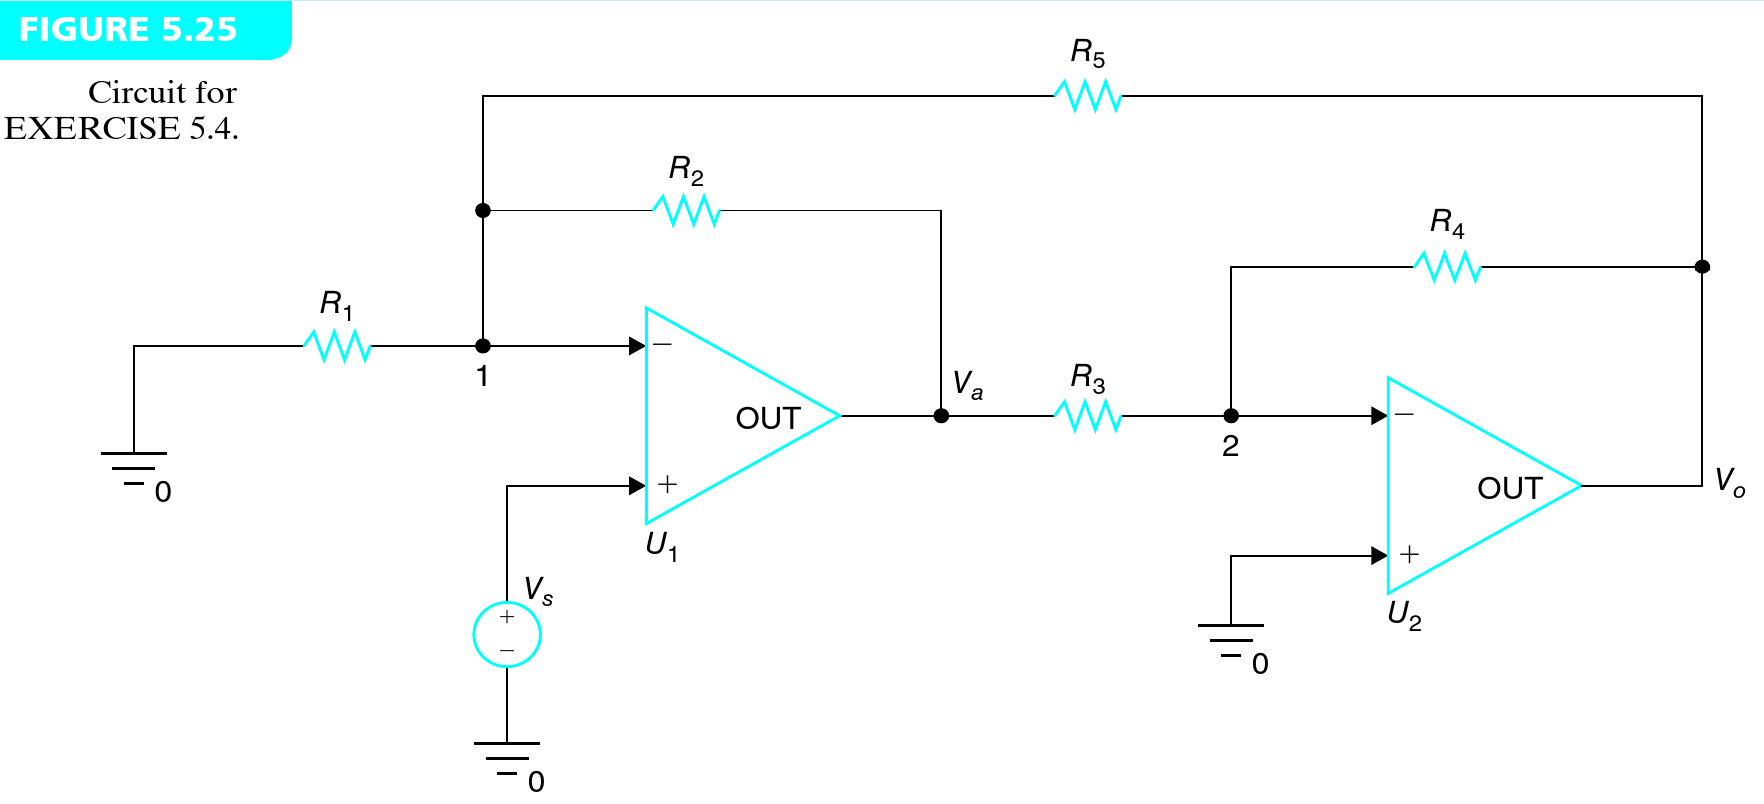 FIGURE 5.25
Circuit for
EXERCISE 5.4.
R5
R2
R4
R1
1
−
OUT
Va
R3
2
−
OUT
Vo
0
+
U1
Vs
+
−
+
U2
0
0